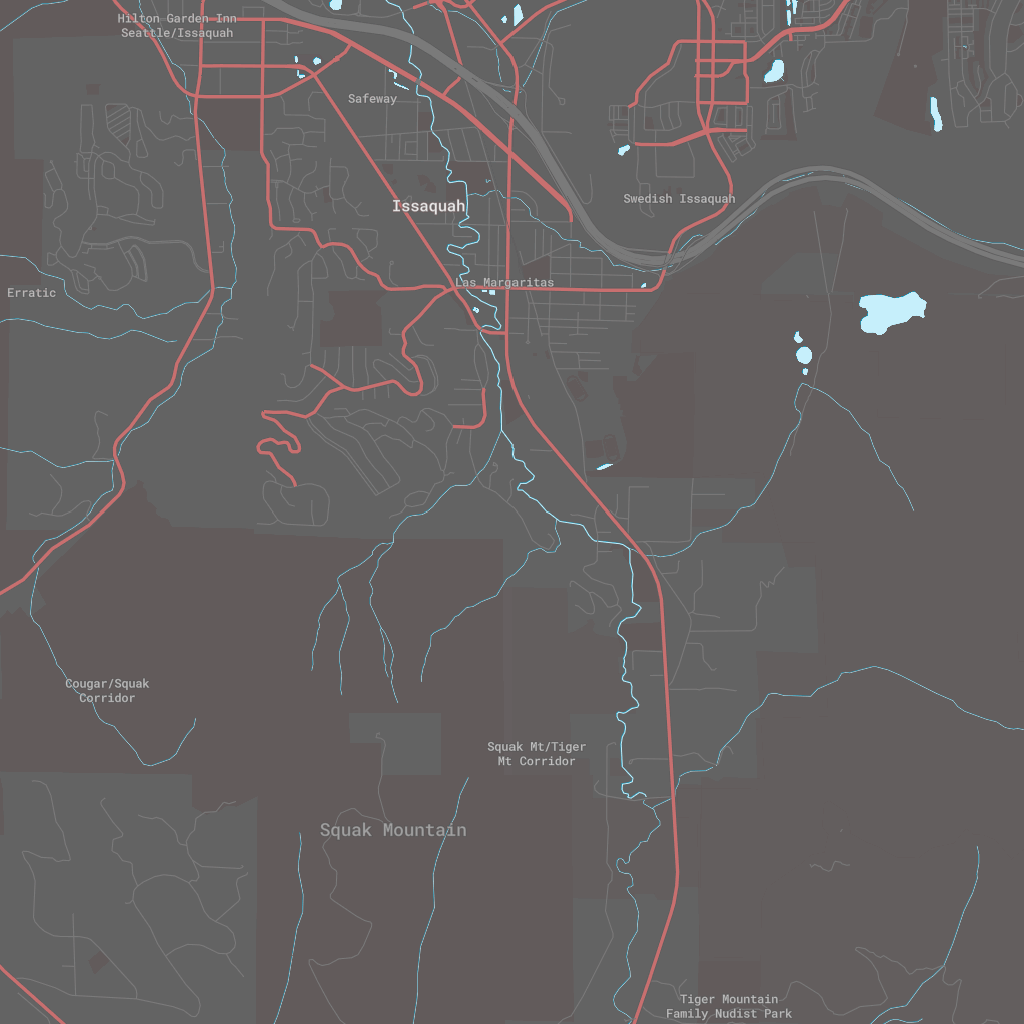 Hilton Garden Inn
Seattle/Issaquah
Safeway
Swedish Issaquah
Issaquah
Las Margaritas
Erratic
Cougar/Squak
Corridor
Squak Mt/Tiger
Mt Corridor
Squak Mountain
Tiger Mountain
Family Nudist Park